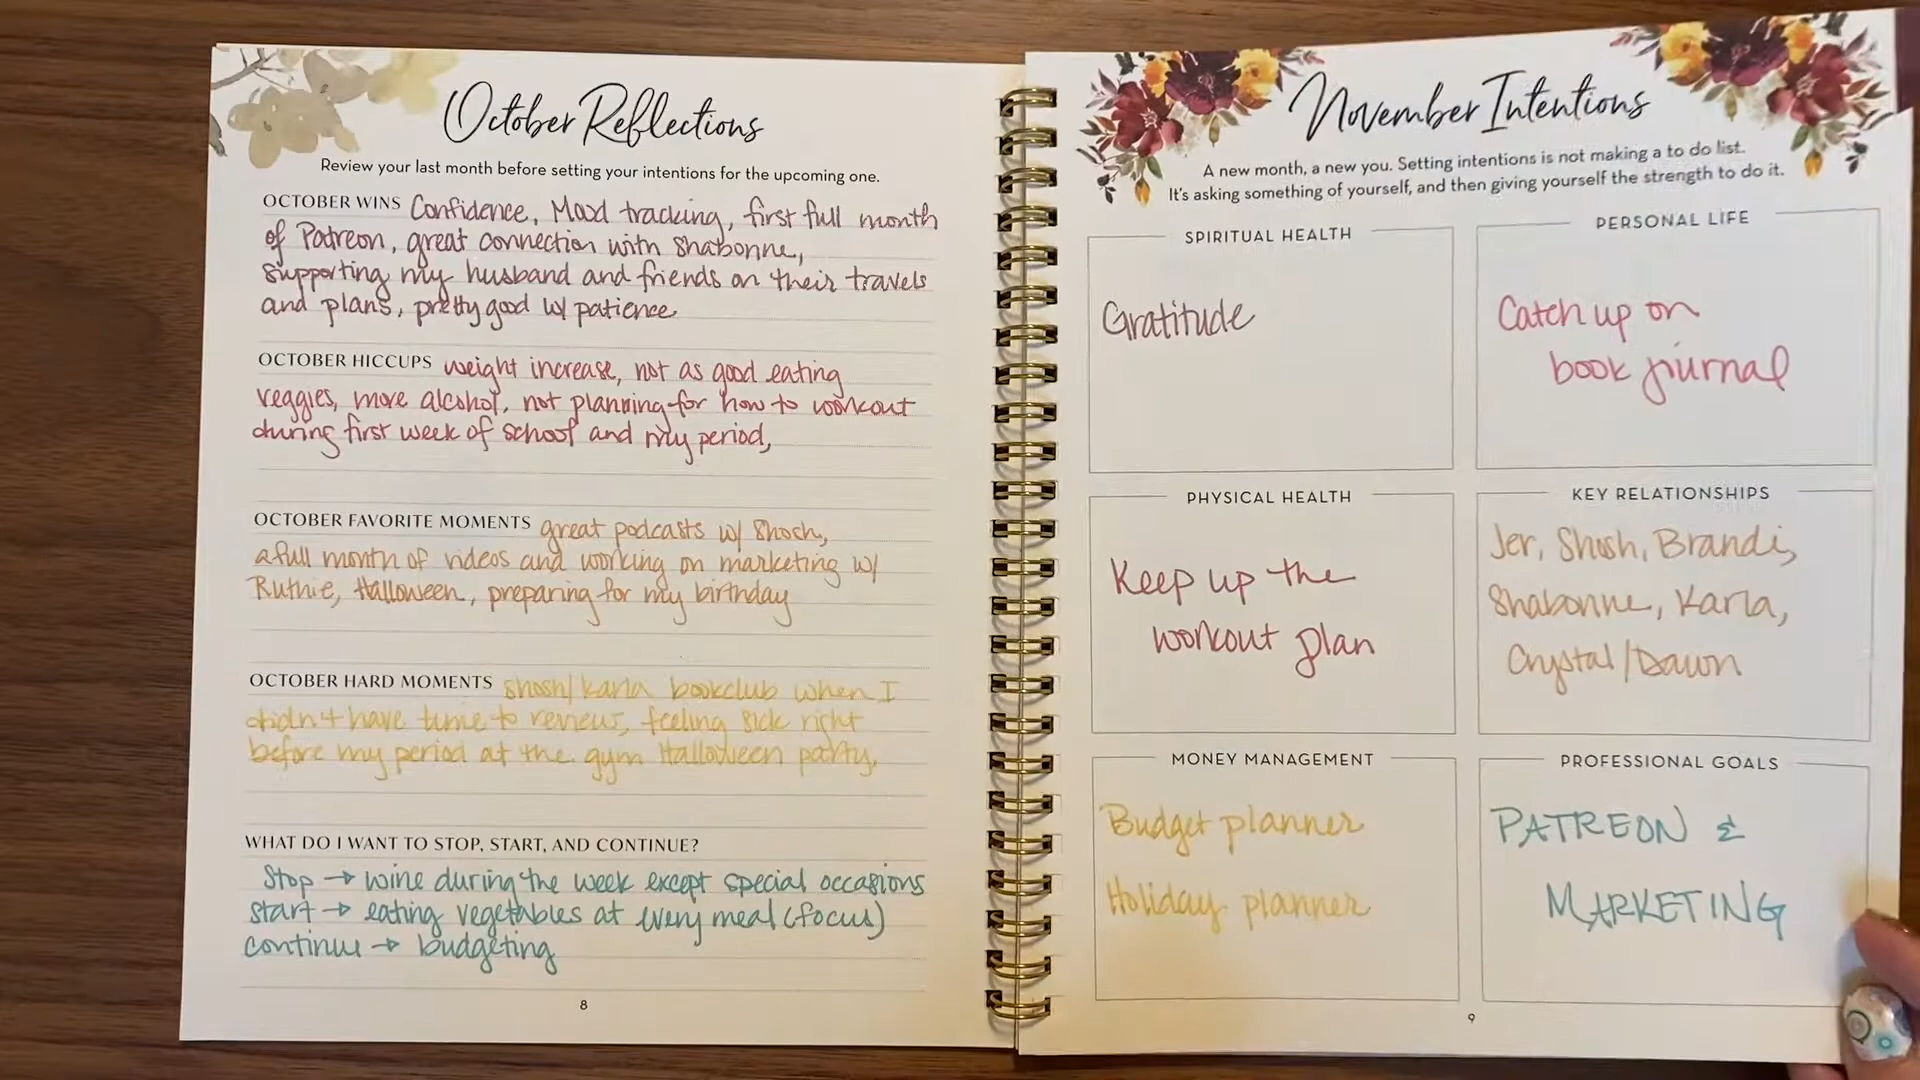 October Reflections
Review your last month before setting your intentions for the upcoming one.
OCTOBER WINS Confidence, Mood tracking, first full month
of Patreon, great connection with Shabonne,
supporting my husband and friends on their travels
and plans, pretty good w/ patience
OCTOBER HICCUPS weight increase, not as good eating
veggies, more alcohol, not planning for how to workout
during first week of school and my period,
OCTOBER FAVORITE MOMENTS great podcasts w/ Shosh,
a full month of videos and working on marketing w/
Ruthie, Halloween, preparing for my birthday
OCTOBER HARD MOMENTS Shosh/Karla bookclub when I
didn't have time to review, feeling sick right
before my period at the gym Halloween party,
WHAT DO I WANT TO STOP, START, AND CONTINUE?
Stop → wine during the week except special occasions
start → eating vegetables at every meal (focus)
continue → budgeting
8
November Intentions
A new month, a new you. Setting intentions is not making a to do list.
It's asking something of yourself, and then giving yourself the strength to do it.
SPIRITUAL HEALTH
Gratitude
PERSONAL LIFE
Catch up on
book journal
PHYSICAL HEALTH
Keep up the
workout plan
KEY RELATIONSHIPS
Jer, Shosh, Brandi,
Shabonne, Karla,
Crystal/Dawn
MONEY MANAGEMENT
Budget planner
Holiday planner
PROFESSIONAL GOALS
PATREON &
MARKETING
9